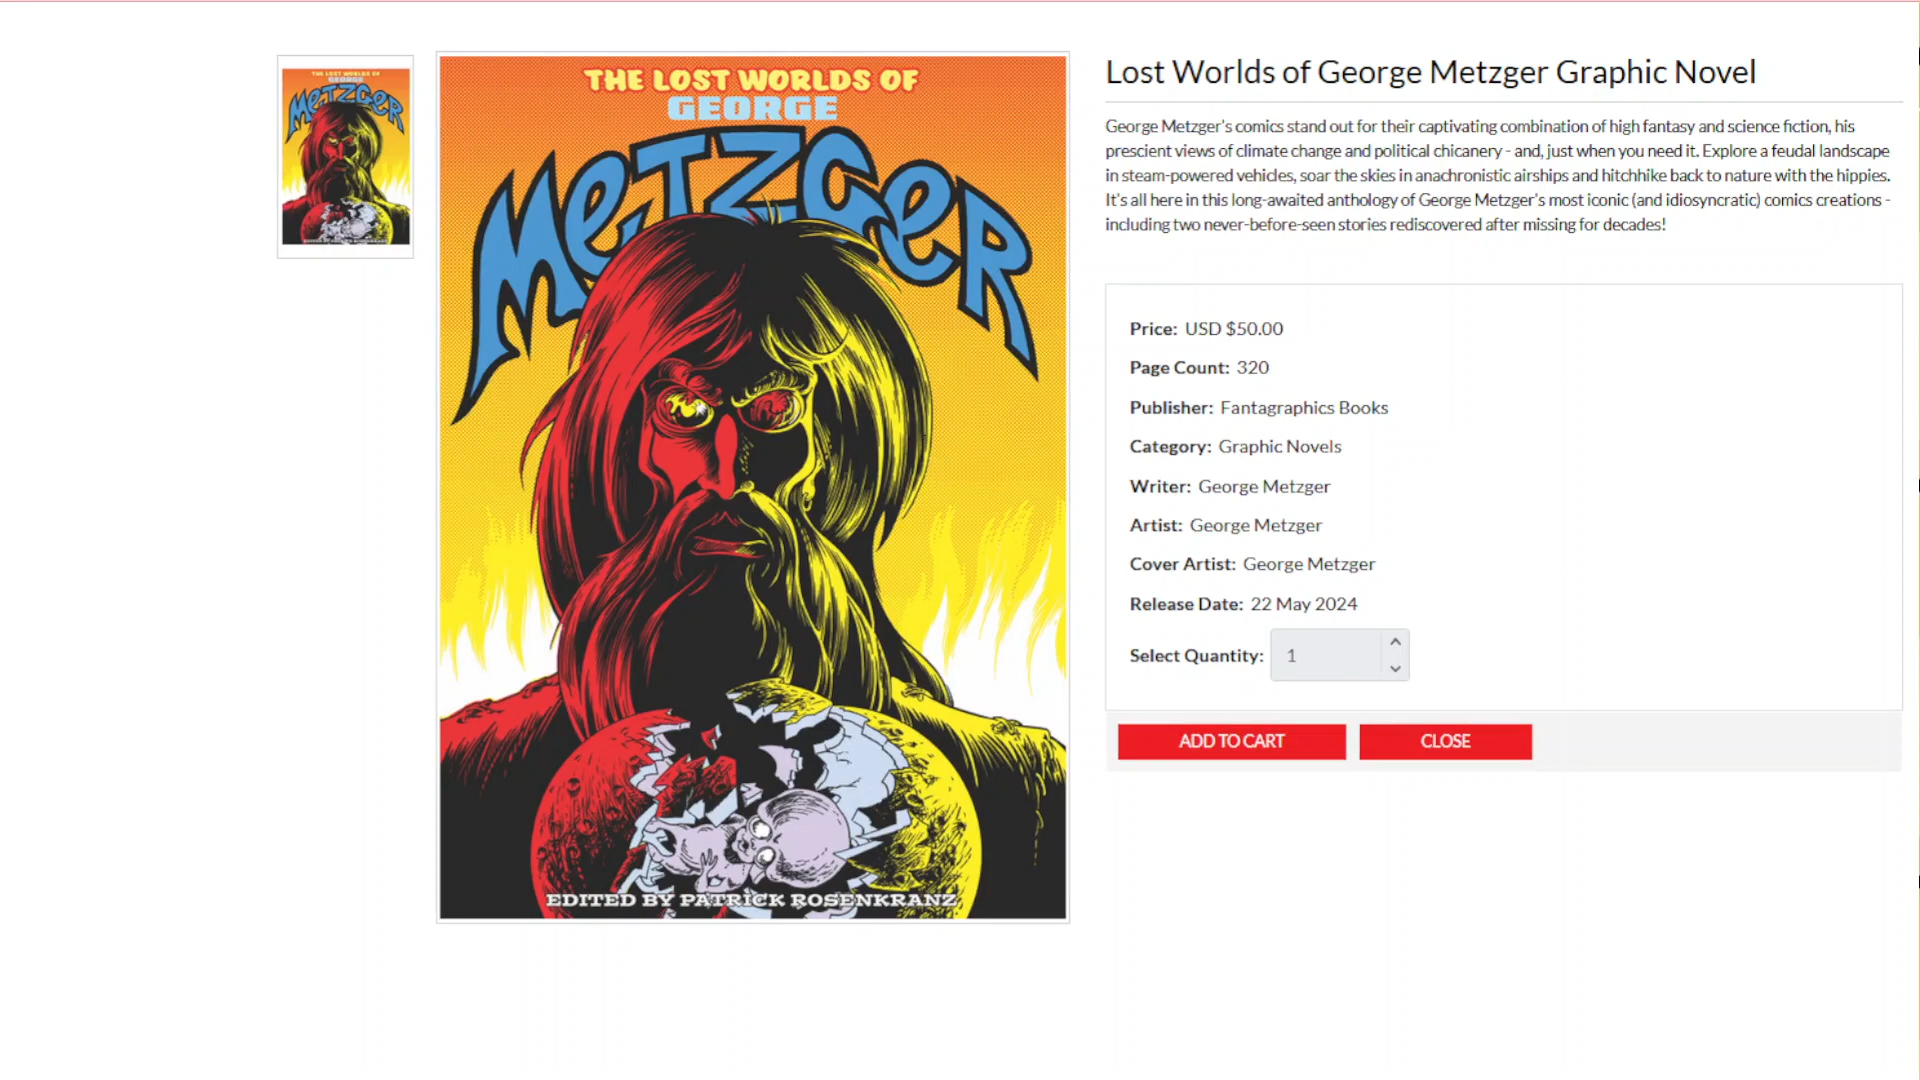 THE LOST WORLDS OF
GEORGE
METZGER
THE LOST WORLDS OF
GEORGE
METZGER
EDITED BY PATRICK ROSENKRANZ
Lost Worlds of George Metzger Graphic Novel
George Metzger's comics stand out for their captivating combination of high fantasy and science fiction, his
prescient views of climate change and political chicanery - and, just when you need it. Explore a feudal landscape
in steam-powered vehicles, soar the skies in anachronistic airships and hitchhike back to nature with the hippies.
It's all here in this long-awaited anthology of George Metzger's most iconic (and idiosyncratic) comics creations -
including two never-before-seen stories rediscovered after missing for decades!
Price: USD $50.00
Page Count: 320
Publisher: Fantagraphics Books
Category: Graphic Novels
Writer: George Metzger
Artist: George Metzger
Cover Artist: George Metzger
Release Date: 22 May 2024
Select Quantity: 1
ADD TO CART CLOSE